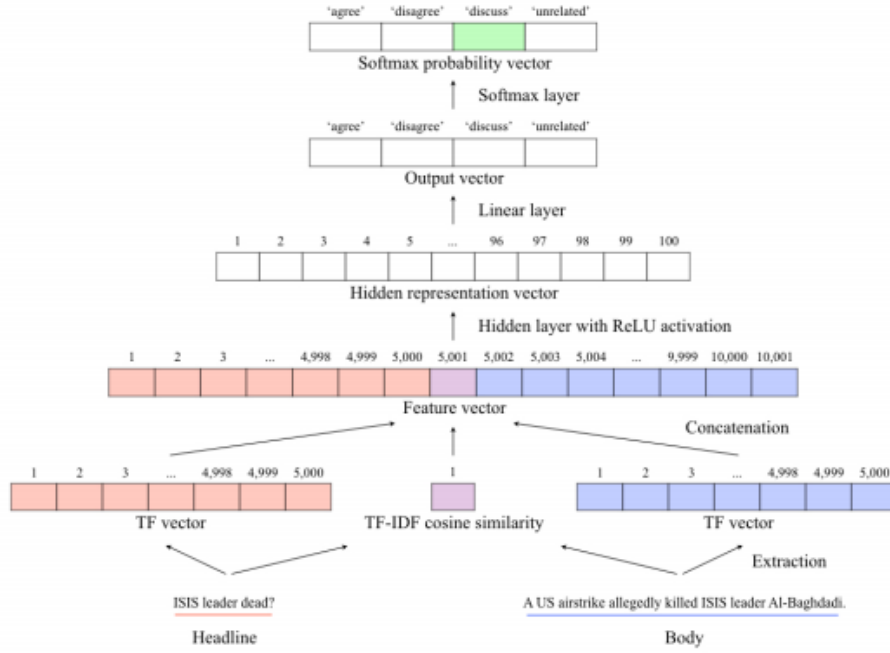 ‘agree’ ‘disagree’ ‘discuss’ ‘unrelated’
Softmax probability vector
Softmax layer
‘agree’ ‘disagree’ ‘discuss’ ‘unrelated’
Output vector
Linear layer
1 2 3 4 5 ... 96 97 98 99 100
Hidden representation vector
Hidden layer with ReLU activation
1 2 3 ... 4,998 4,999 5,000 5,001 5,002 5,003 5,004 ... 9,999 10,000 10,001
Feature vector
Concatenation
1 2 3 ... 4,998 4,999 5,000 1 1 2 3 ... 4,998 4,999 5,000
TF vector TF-IDF cosine similarity TF vector
Extraction
ISIS leader dead? A US airstrike allegedly killed ISIS leader Al-Baghdadi.
Headline Body